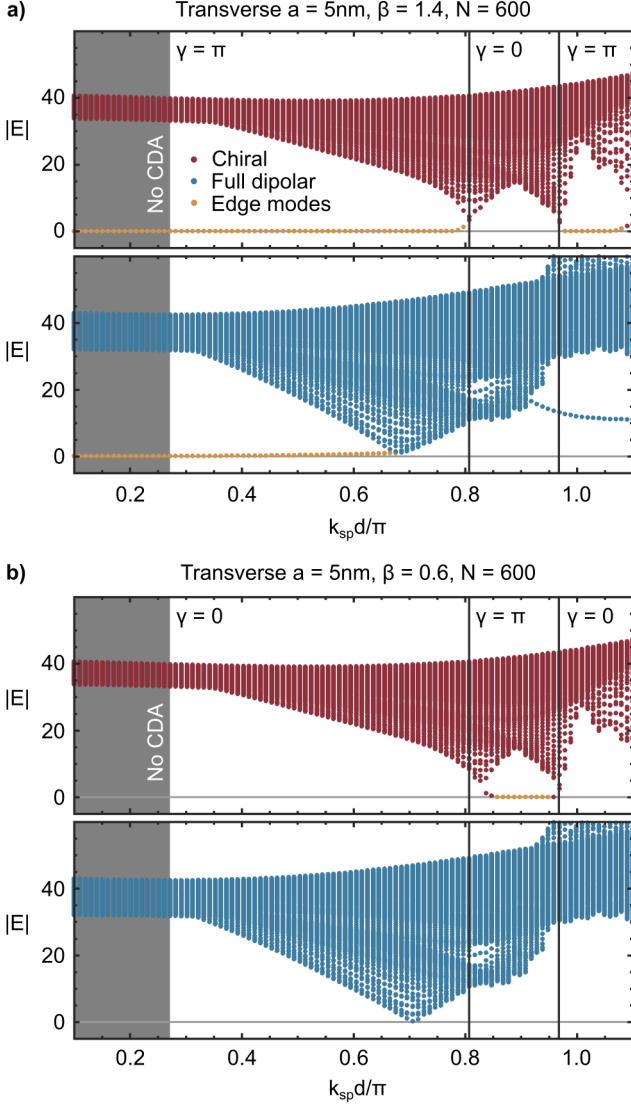 a)
Transverse a = 5nm, β = 1.4, N = 600
γ = π
γ = 0
γ = π
|E|
40
20
0
No CDA
Chiral
Full dipolar
Edge modes
|E|
40
20
0
0.2
0.4
0.6
0.8
1.0
kspd/π
b)
Transverse a = 5nm, β = 0.6, N = 600
γ = 0
γ = π
γ = 0
|E|
40
20
0
No CDA
|E|
40
20
0
0.2
0.4
0.6
0.8
1.0
kspd/π